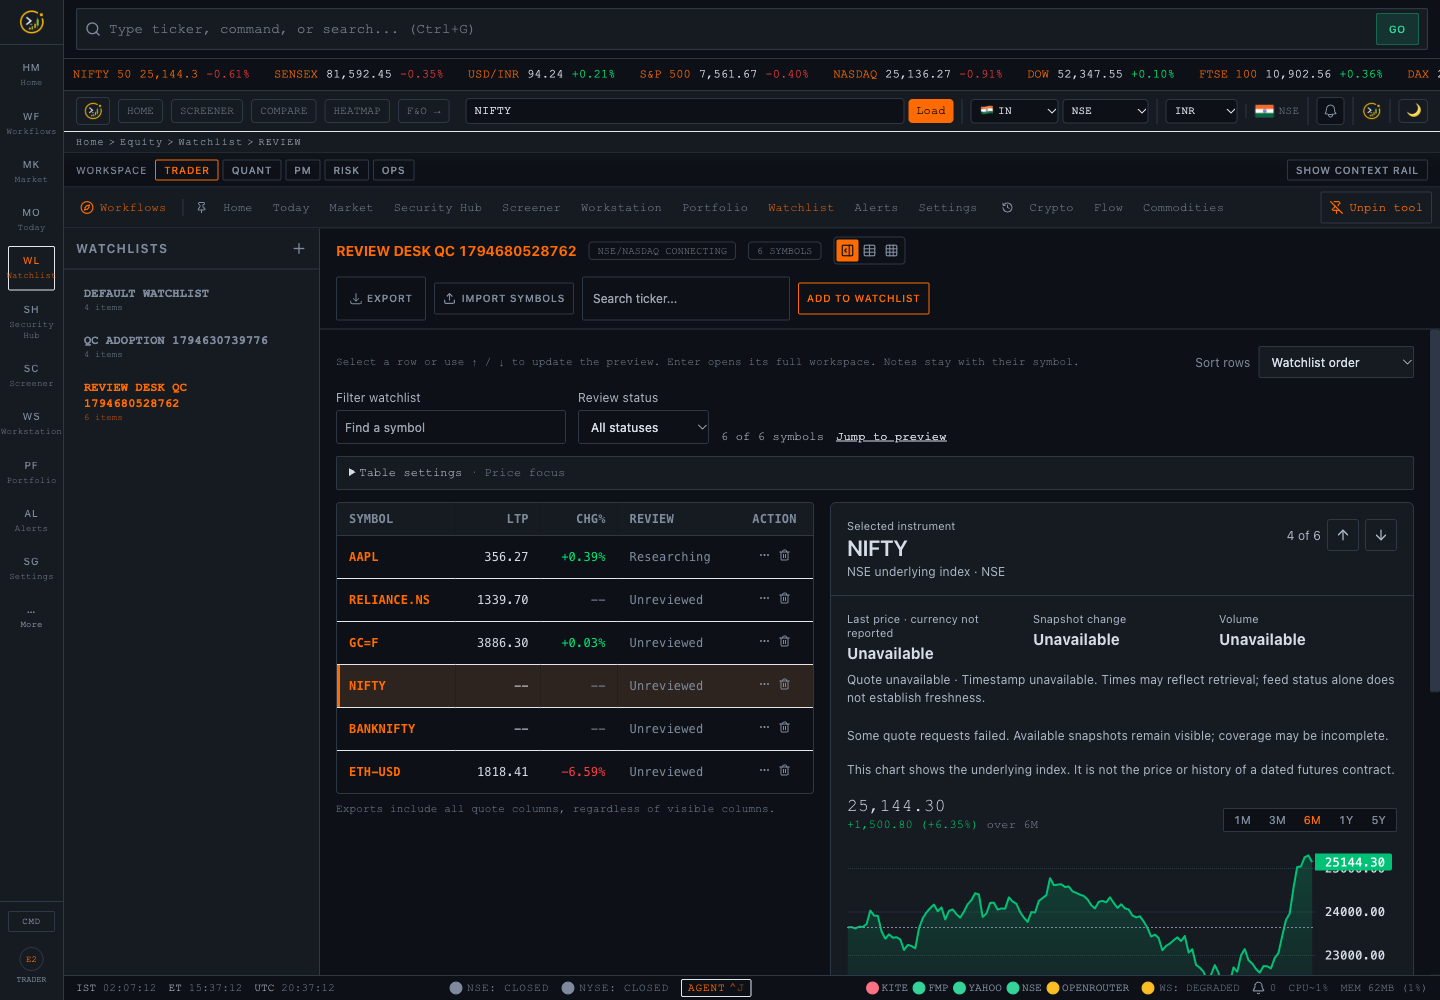 Type ticker, command, or search... (Ctrl+G)
GO
NIFTY 50 25,144.3 -0.61% SENSEX 81,592.45 -0.35% USD/INR 94.24 +0.21% S&P 500 7,561.67 -0.40% NASDAQ 25,136.27 -0.91% DOW 52,347.55 +0.10% FTSE 100 10,902.56 +0.36% DAX
HOME SCREENER COMPARE HEATMAP F&O → NIFTY Load IN NSE INR NSE
Home > Equity > Watchlist > REVIEW
WORKSPACE TRADER QUANT PM RISK OPS SHOW CONTEXT RAIL
Workflows Home Today Market Security Hub Screener Workstation Portfolio Watchlist Alerts Settings Crypto Flow Commodities Unpin tool
HM
Home
WF
Workflows
MK
Market
MO
Today
WL
Watchlist
SH
Security
Hub
SC
Screener
WS
Workstation
PF
Portfolio
AL
Alerts
SG
Settings
...
More
CMD
E2
TRADER
WATCHLISTS
DEFAULT WATCHLIST
4 items
QC ADOPTION 1794630739776
4 items
REVIEW DESK QC
1794680528762
6 items
REVIEW DESK QC 1794680528762 NSE/NASDAQ CONNECTING 6 SYMBOLS
EXPORT IMPORT SYMBOLS Search ticker... ADD TO WATCHLIST
Select a row or use ↑ / ↓ to update the preview. Enter opens its full workspace. Notes stay with their symbol.
Sort rows Watchlist order
Filter watchlist Review status
Find a symbol All statuses 6 of 6 symbols Jump to preview
Table settings · Price focus
SYMBOL LTP CHG% REVIEW ACTION
AAPL 356.27 +0.39% Researching
RELIANCE.NS 1339.70 -- Unreviewed
GC=F 3886.30 +0.03% Unreviewed
NIFTY -- -- Unreviewed
BANKNIFTY -- -- Unreviewed
ETH-USD 1818.41 -6.59% Unreviewed
Exports include all quote columns, regardless of visible columns.
Selected instrument
NIFTY
NSE underlying index · NSE
4 of 6
Last price · currency not
reported
Unavailable
Snapshot change
Unavailable
Volume
Unavailable
Quote unavailable · Timestamp unavailable. Times may reflect retrieval; feed status alone does
not establish freshness.
Some quote requests failed. Available snapshots remain visible; coverage may be incomplete.
This chart shows the underlying index. It is not the price or history of a dated futures contract.
25,144.30
+1,500.80 (+6.35%) over 6M
1M 3M 6M 1Y 5Y
25144.30
24000.00
23000.00
IST 02:07:12 ET 15:37:12 UTC 20:37:12 NSE: CLOSED NYSE: CLOSED AGENT ^J KITE FMP YAHOO NSE OPENROUTER WS: DEGRADED 0 CPU~1% MEM 62MB (1%)